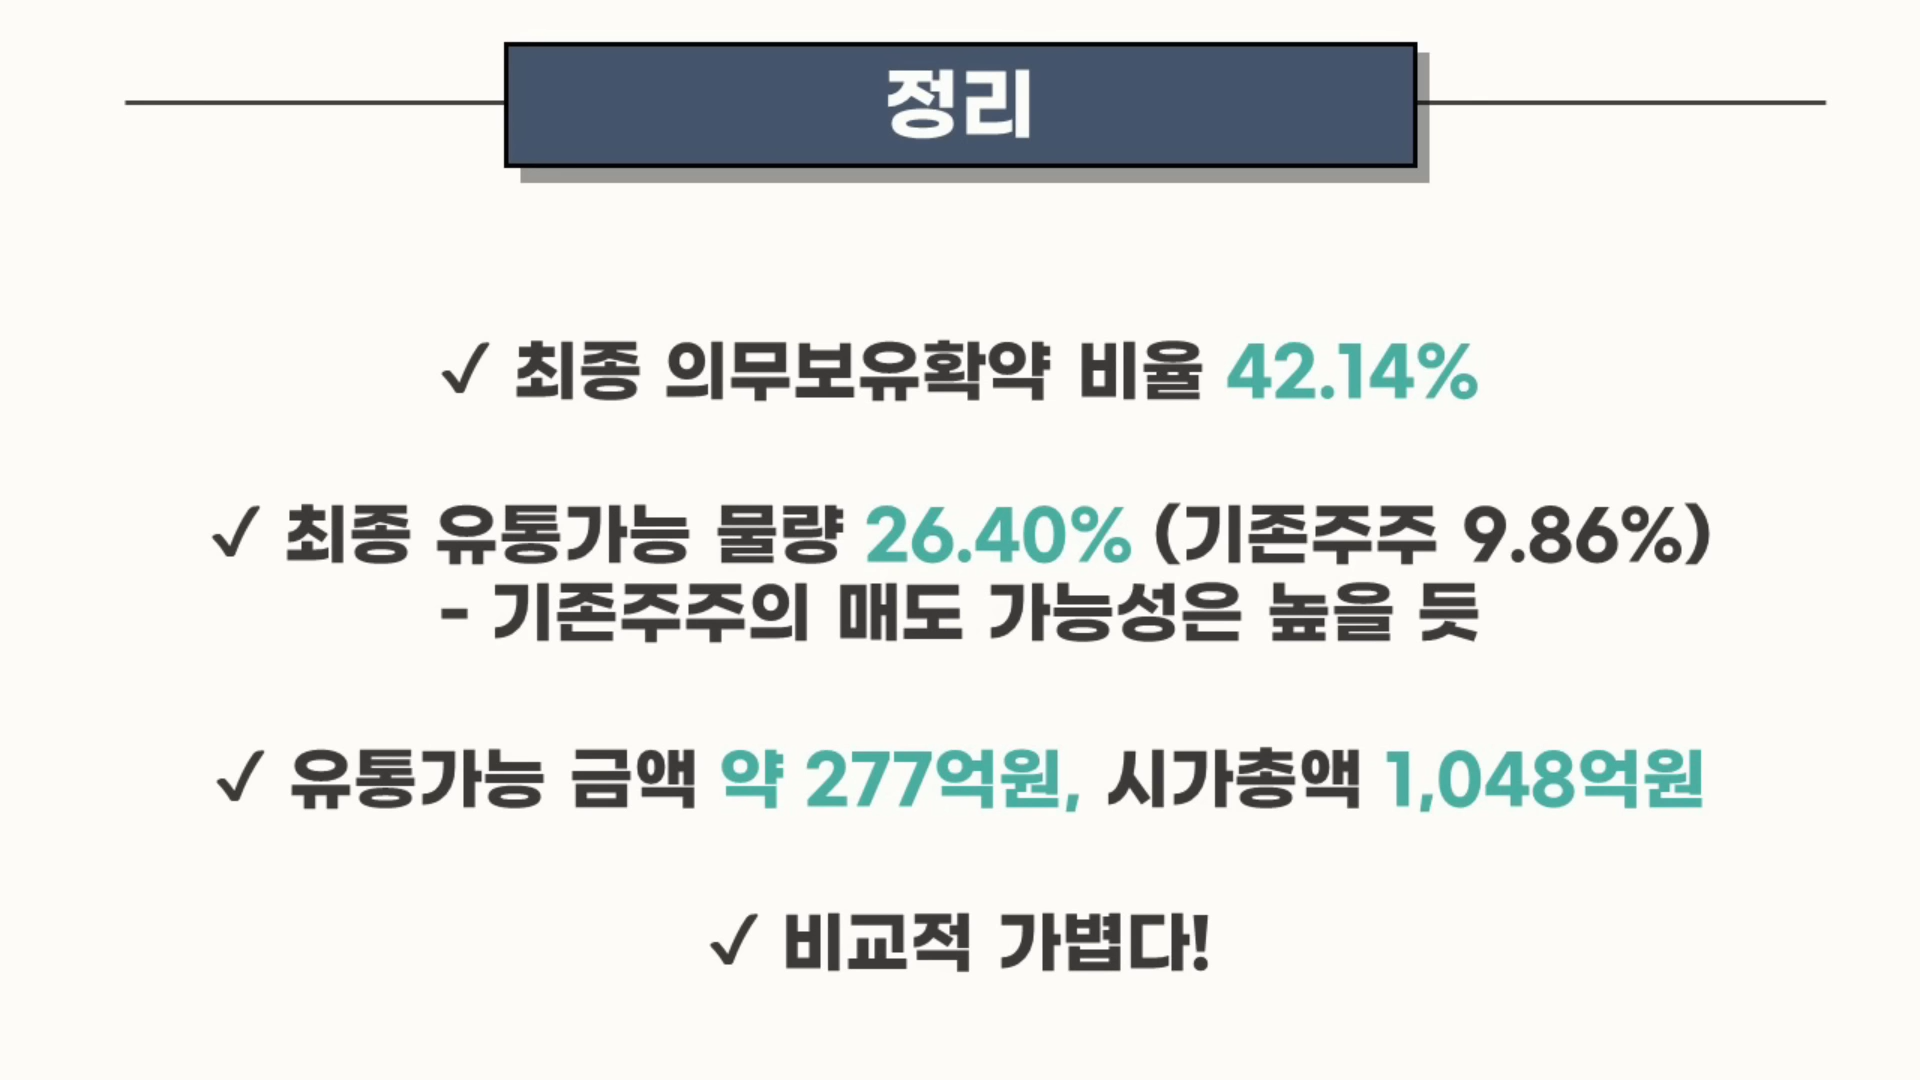 정리
✓ 최종 의무보유확약 비율 42.14%
✓ 최종 유통가능 물량 26.40% (기존주주 9.86%)
- 기존주주의 매도 가능성은 높을 듯
✓ 유통가능 금액 약 277억원, 시가총액 1,048억원
✓ 비교적 가볍다!